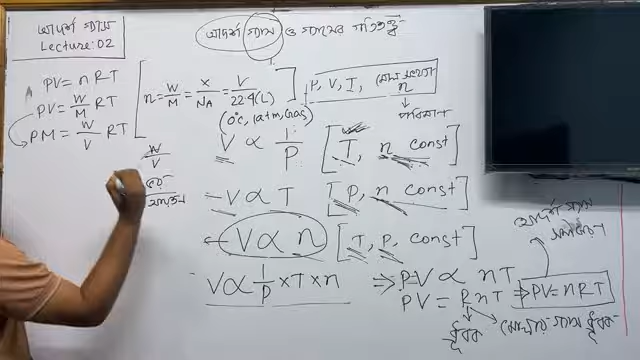 আদর্শ গ্যাস
Lecture: 02
আদর্শ গ্যাস ও গ্যাসের গতিতত্ত্ব
PV = nRT
PV = W/M RT
PM = W/V RT
[n = W/M = X/NA = V/22.4(L)]
(0°C, 1atm, Gas)
P, V, T, মোল সংখ্যা n
পরিমাণ
W/V
V ∝ 1/P [T, n const]
V ∝ T [P, n const]
V ∝ n [T, P, const]
V ∝ 1/P × T × n ⇒ PV ∝ nT
PV = RnT ⇒ PV = nRT
আদর্শ গ্যাস সমীকরণ
ধ্রুবক
মোলার গ্যাস ধ্রুবক